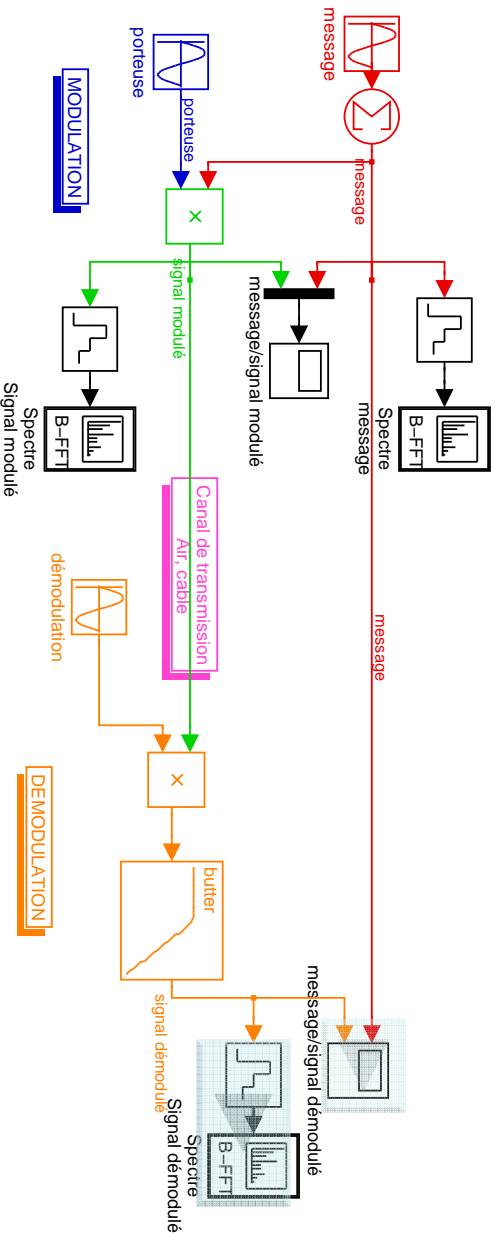 message
message
message
message
Spectre
B–FFT
message/signal modulé
message/signal démodulé
porteuse
porteuse
MODULATION
signal modulé
Spectre
Signal modulé
B–FFT
Canal de transmission
Air, cable
démodulation
DEMODULATION
butter
signal démodulé
Spectre
Signal démodulé
B–FFT